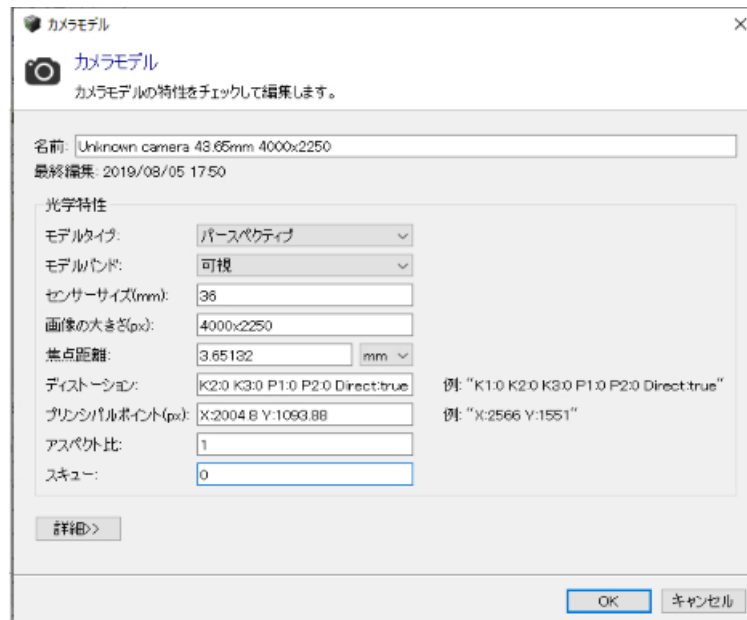 カメラモデル
カメラモデル
カメラモデルの特性をチェックして編集します。
名前: Unknown camera 43.65mm 4000x2250
最終編集: 2019/08/05 17:50
光学特性
モデルタイプ: パースペクティブ
モデルバンド: 可視
センサーサイズ(mm): 36
画像の大きさ(px): 4000x2250
焦点距離: 3.65132 mm
ディストーション: K2:0 K3:0 P1:0 P2:0 Direct:true 例: "K1:0 K2:0 K3:0 P1:0 P2:0 Direct:true"
プリンシパルポイント(px): X:2004.8 Y:1093.88 例: "X:2566 Y:1551"
アスペクト比: 1
スキュー: 0
詳細>>
OK キャンセル